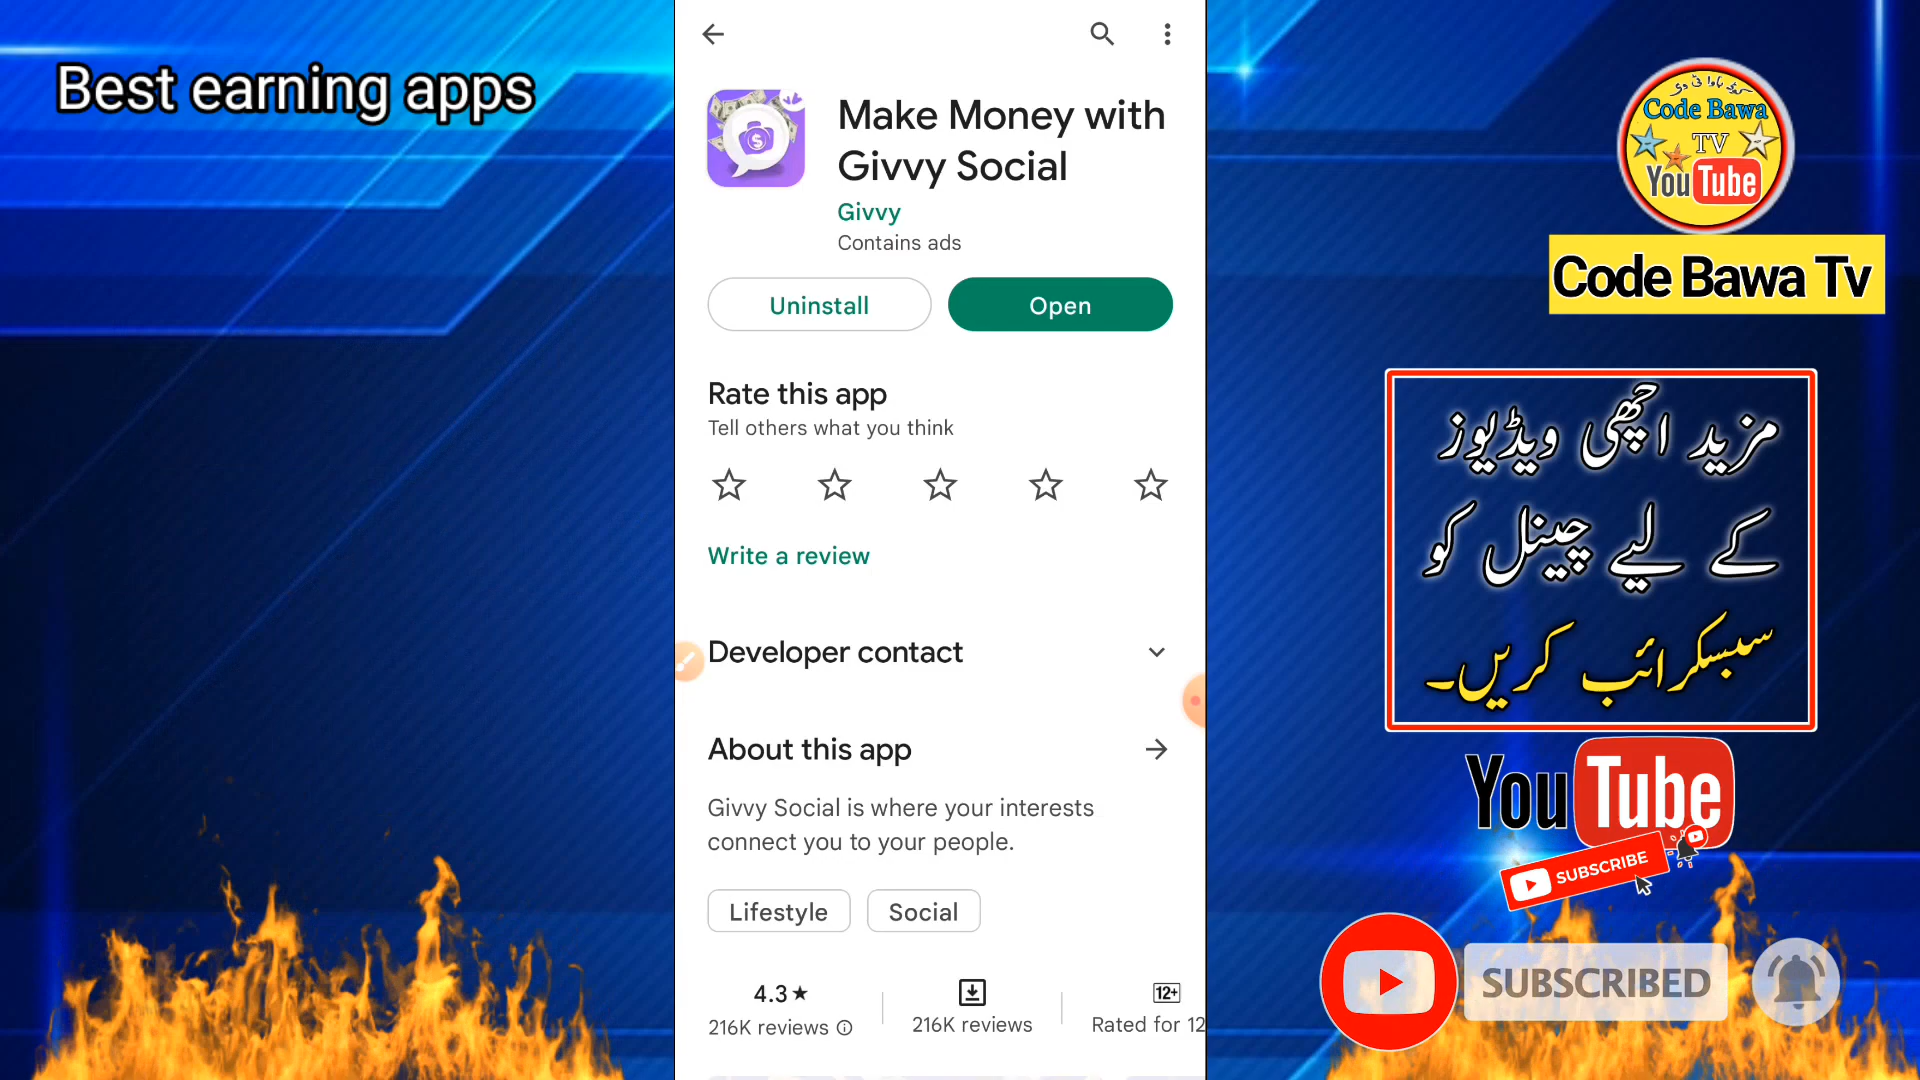 Best earning apps
Make Money with
Givvy Social
Givvy
Contains ads
Uninstall
Open
Rate this app
Tell others what you think
Write a review
Developer contact
About this app
Givvy Social is where your interests
connect you to your people.
Lifestyle
Social
4.3★
216K reviews
216K reviews
12+
Rated for 12
Code Bawa
TV
YouTube
Code Bawa Tv
مزید اچھی ویڈیوز
کے لیے چینل کو
سبسکرائب کریں۔
YouTube
SUBSCRIBE
SUBSCRIBED